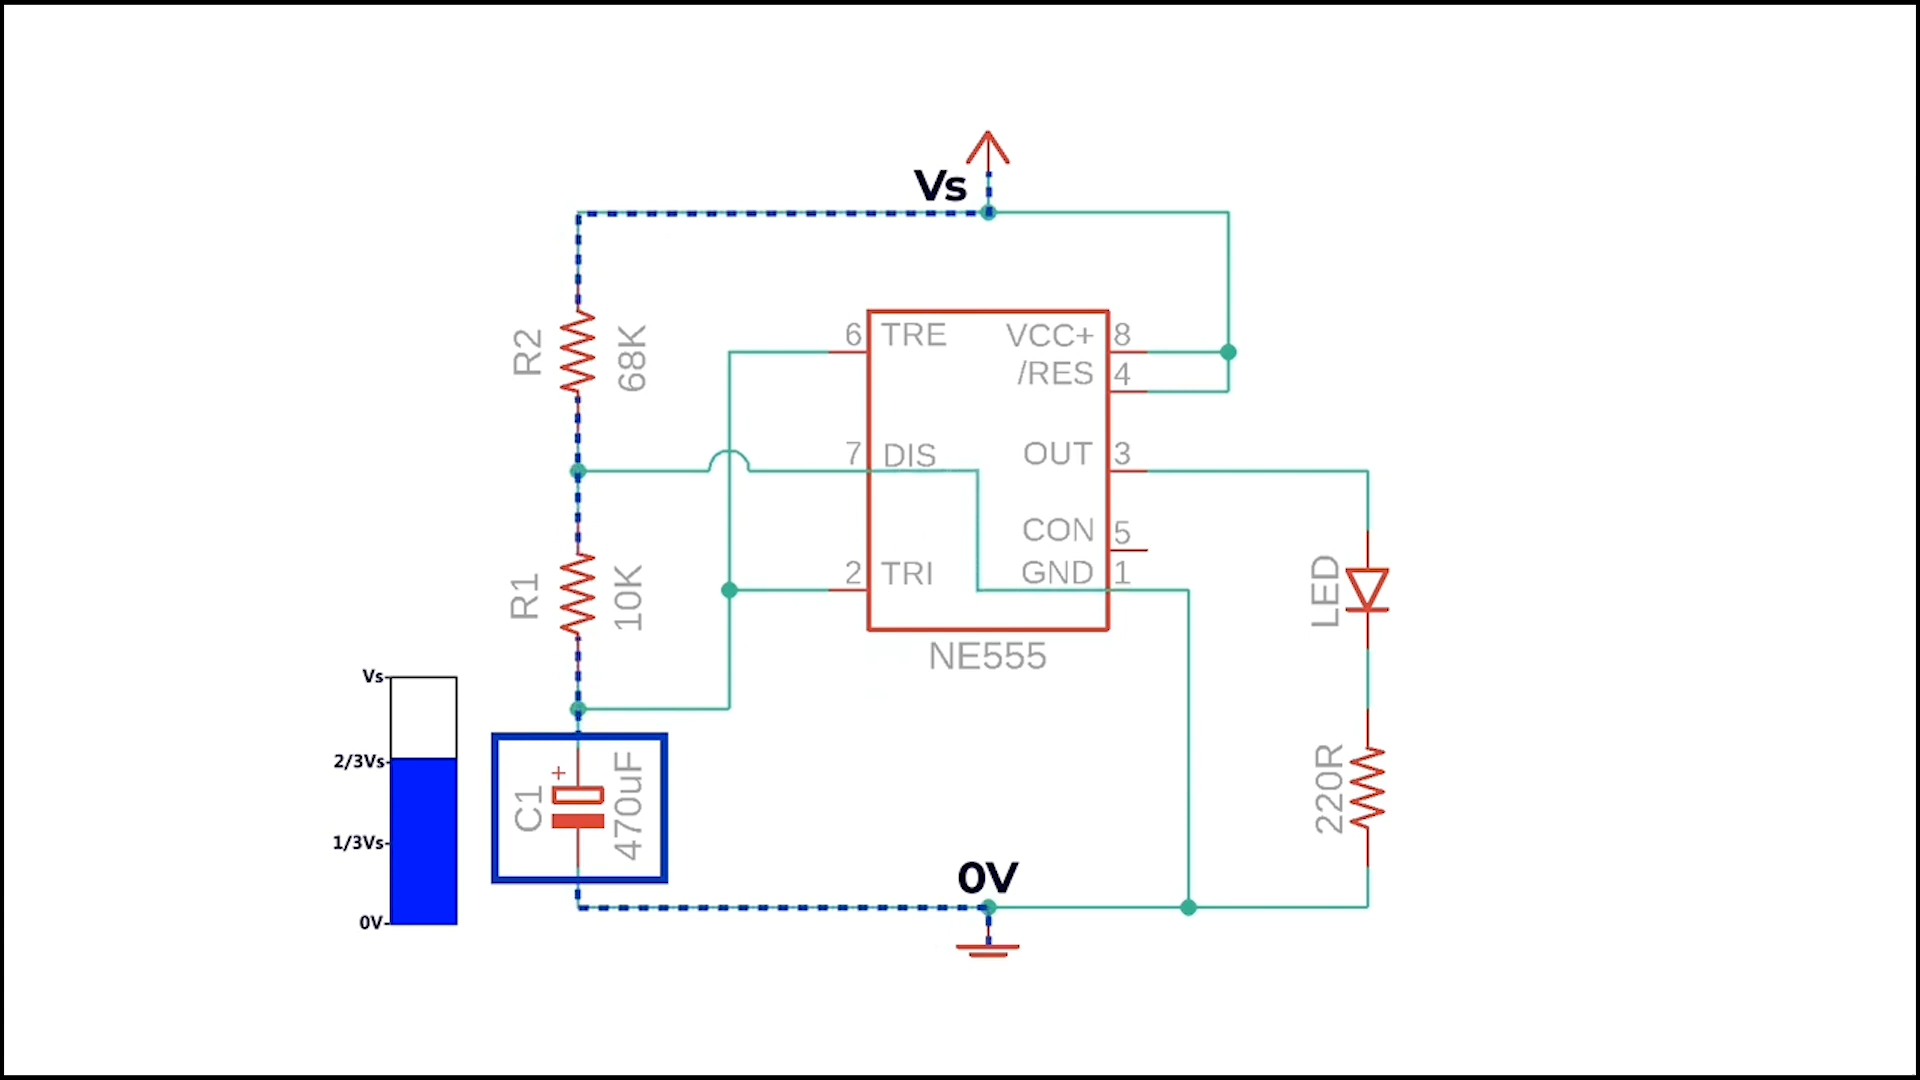 Vs
R2
68K
6
TRE
VCC+
8
/RES
4
7
DIS
OUT
3
CON
5
2
TRI
GND
1
NE555
R1
10K
LED
Vs
2/3Vs
1/3Vs
0V
+
C1
470uF
220R
0V